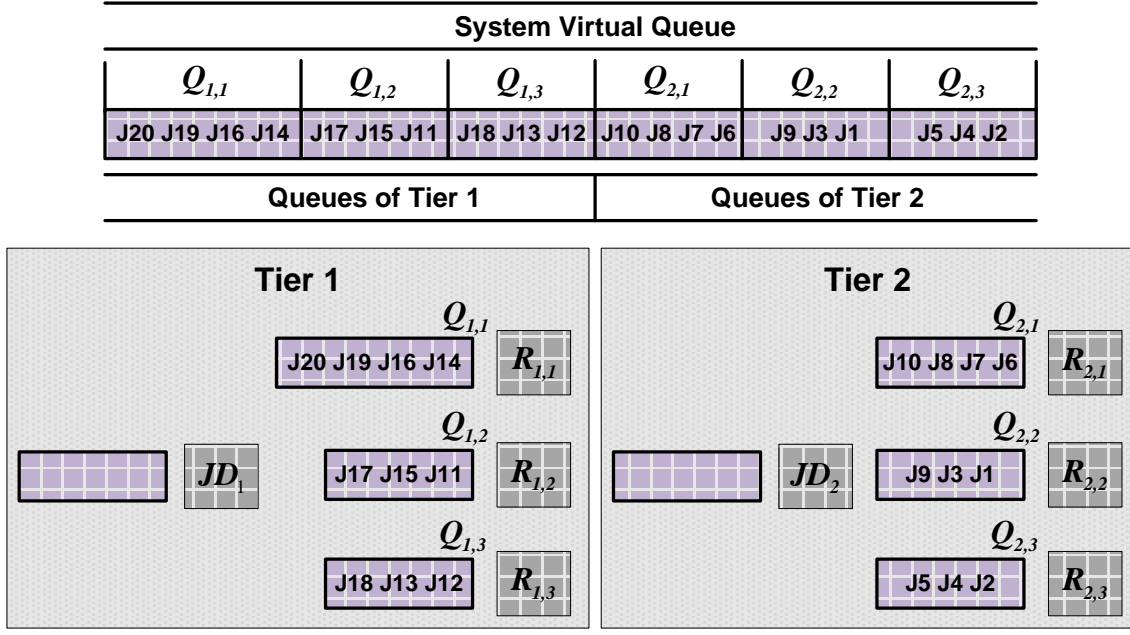 System Virtual Queue
Q1,1 Q1,2 Q1,3 Q2,1 Q2,2 Q2,3
J20 J19 J16 J14 J17 J15 J11 J18 J13 J12 J10 J8 J7 J6 J9 J3 J1 J5 J4 J2
Queues of Tier 1 Queues of Tier 2
Tier 1
Q1,1
J20 J19 J16 J14 R1,1
Q1,2
JD1 J17 J15 J11 R1,2
Q1,3
J18 J13 J12 R1,3
Tier 2
Q2,1
J10 J8 J7 J6 R2,1
Q2,2
JD2 J9 J3 J1 R2,2
Q2,3
J5 J4 J2 R2,3